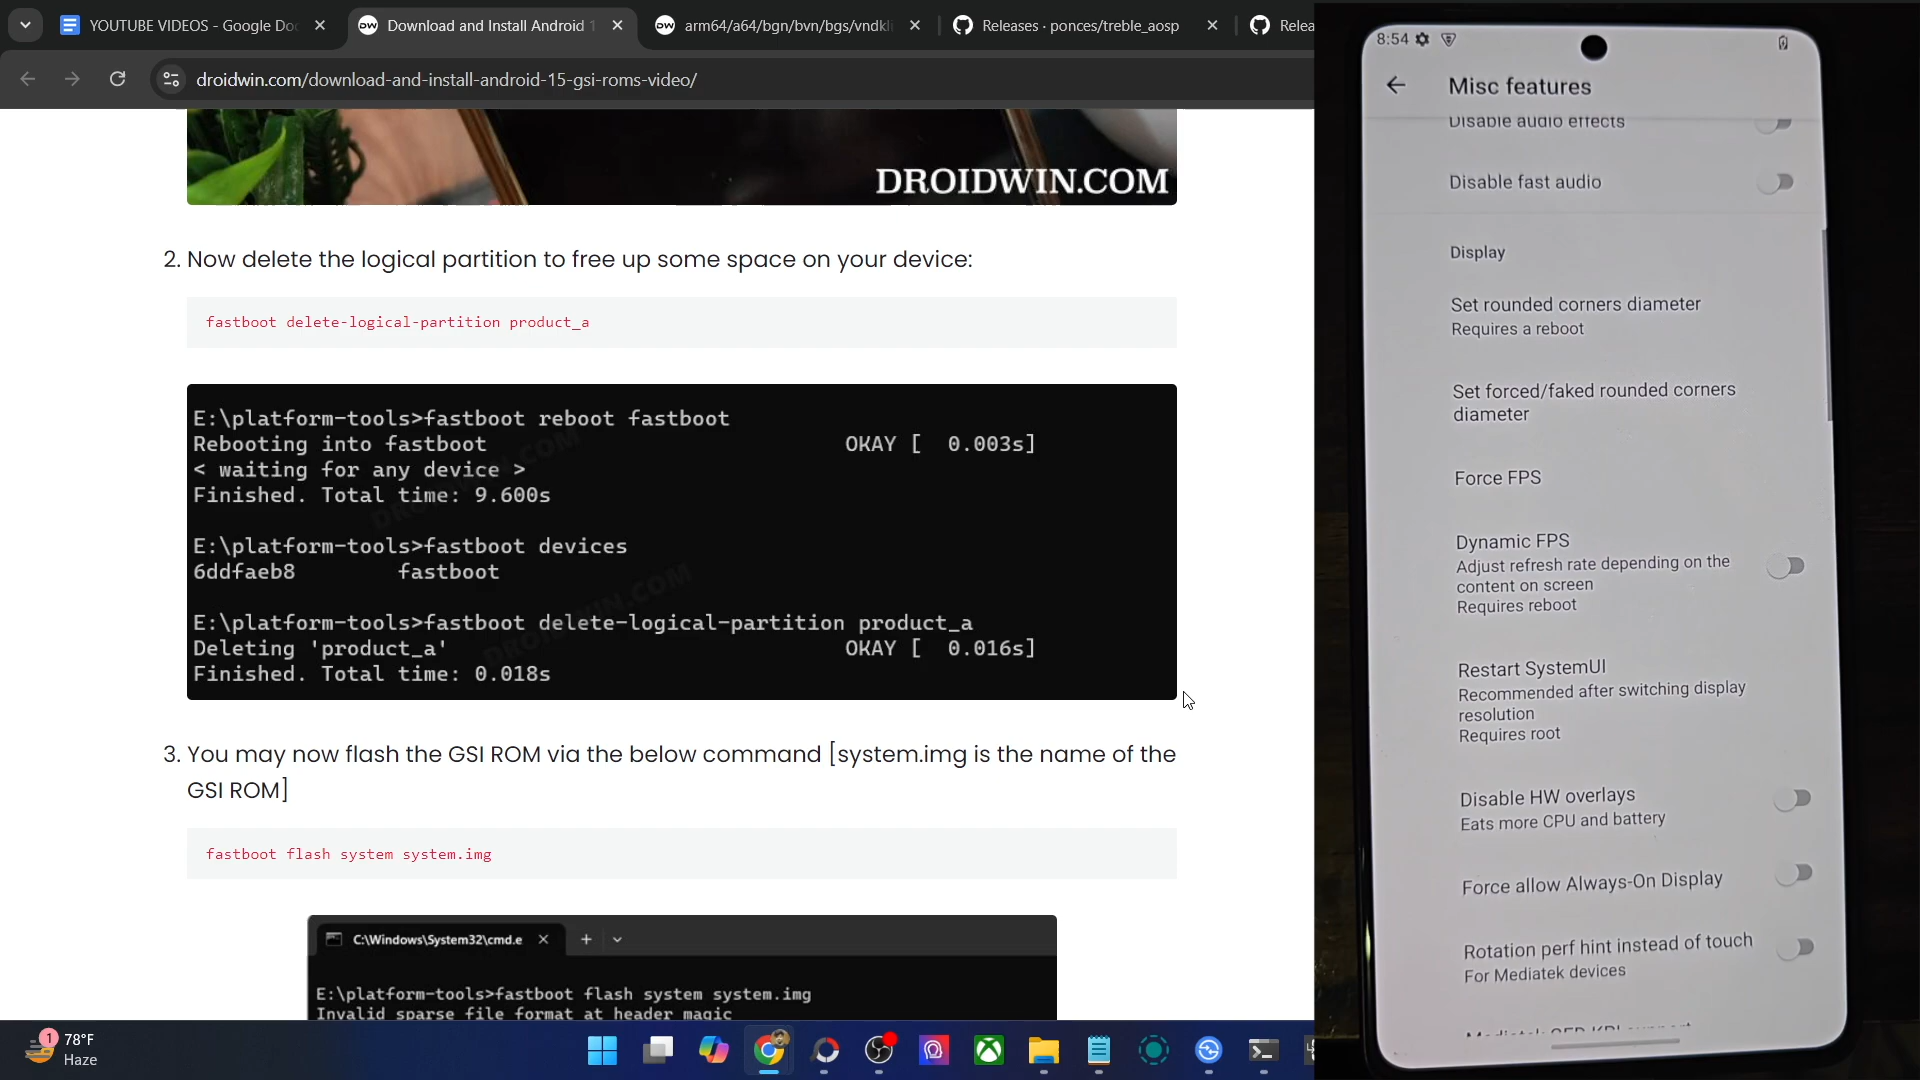 YOUTUBE VIDEOS - Google Doc
Download and Install Android 1
arm64/a64/bgn/bvn/bgs/vndkli
Releases · ponces/treble_aosp
Relea
droidwin.com/download-and-install-android-15-gsi-roms-video/
DROIDWIN.COM
2. Now delete the logical partition to free up some space on your device:
fastboot delete-logical-partition product_a
E:\platform-tools>fastboot reboot fastboot
Rebooting into fastboot OKAY [ 0.003s]
< waiting for any device >
Finished. Total time: 9.600s
E:\platform-tools>fastboot devices
6ddfaeb8 fastboot
E:\platform-tools>fastboot delete-logical-partition product_a
Deleting 'product_a' OKAY [ 0.016s]
Finished. Total time: 0.018s
DROIDWIN.COM
DROIDWIN.COM
3. You may now flash the GSI ROM via the below command [system.img is the name of the
GSI ROM]
fastboot flash system system.img
C:\Windows\System32\cmd.e
E:\platform-tools>fastboot flash system system.img
Invalid sparse file format at header magic
1
78°F
Haze
8:54
Misc features
Disable audio effects
Disable fast audio
Display
Set rounded corners diameter
Requires a reboot
Set forced/faked rounded corners
diameter
Force FPS
Dynamic FPS
Adjust refresh rate depending on the
content on screen
Requires reboot
Restart SystemUI
Recommended after switching display
resolution
Requires root
Disable HW overlays
Eats more CPU and battery
Force allow Always-On Display
Rotation perf hint instead of touch
For Mediatek devices